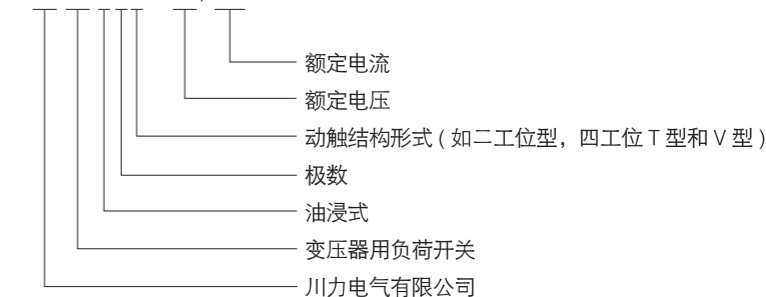 额定电流
额定电压
动触结构形式 ( 如二工位型，四工位 T 型和 V 型 )
极数
油浸式
变压器用负荷开关
川力电气有限公司